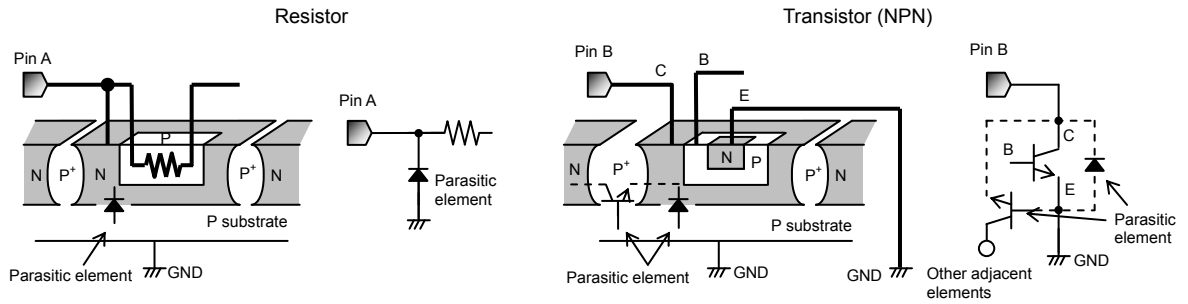 Resistor
Transistor (NPN)
Pin A
Pin A
P
N
P+
N
P+
N
Parasitic
element
P substrate
Parasitic element
GND
Pin B
C
B
E
N
P+
N
P
P+
N
P substrate
Parasitic element
GND
GND
Pin B
C
B
E
Parasitic
element
GND
Other adjacent
elements